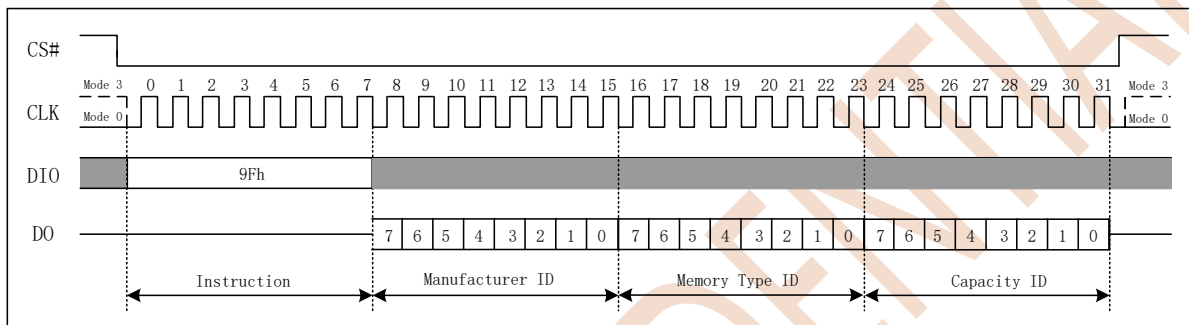 CS#
Mode 3 0 1 2 3 4 5 6 7 8 9 10 11 12 13 14 15 16 17 18 19 20 21 22 23 24 25 26 27 28 29 30 31 Mode 3
CLK
Mode 0 Mode 0
DIO 9Fh
DO 7 6 5 4 3 2 1 0 7 6 5 4 3 2 1 0 7 6 5 4 3 2 1 0
Instruction Manufacturer ID Memory Type ID Capacity ID